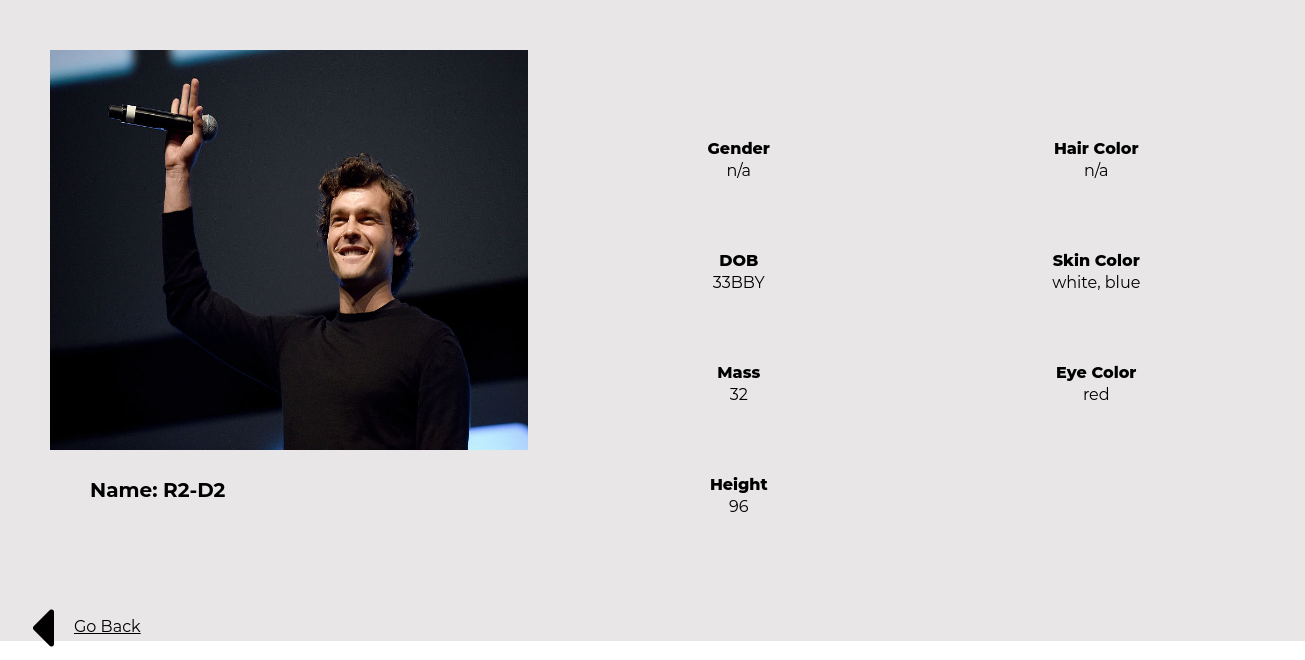 Gender
n/a
Hair Color
n/a
DOB
33BBY
Skin Color
white, blue
Mass
32
Eye Color
red
Name: R2-D2
Height
96
Go Back